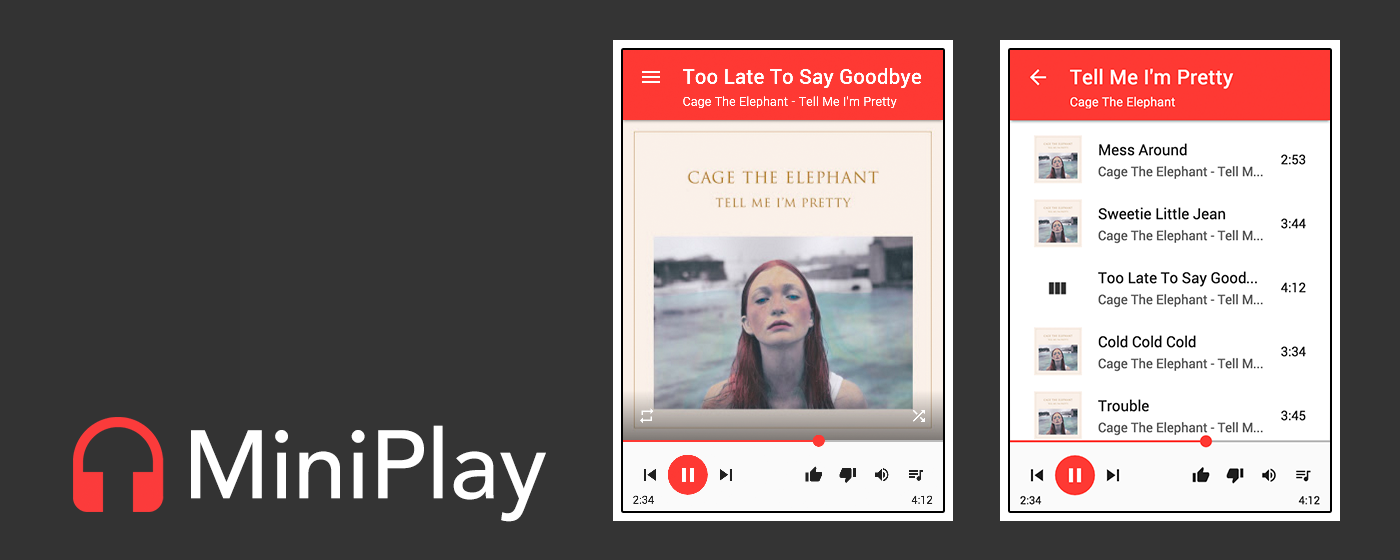 MiniPlay
Too Late To Say Goodbye
Cage The Elephant - Tell Me I'm Pretty
CAGE THE ELEPHANT
TELL ME I'M PRETTY
2:34
4:12
Tell Me I'm Pretty
Cage The Elephant
Mess Around
Cage The Elephant - Tell M...
2:53
Sweetie Little Jean
Cage The Elephant - Tell M...
3:44
Too Late To Say Good...
Cage The Elephant - Tell M...
4:12
Cold Cold Cold
Cage The Elephant - Tell M...
3:34
Trouble
Cage The Elephant - Tell M...
3:45
2:34
4:12